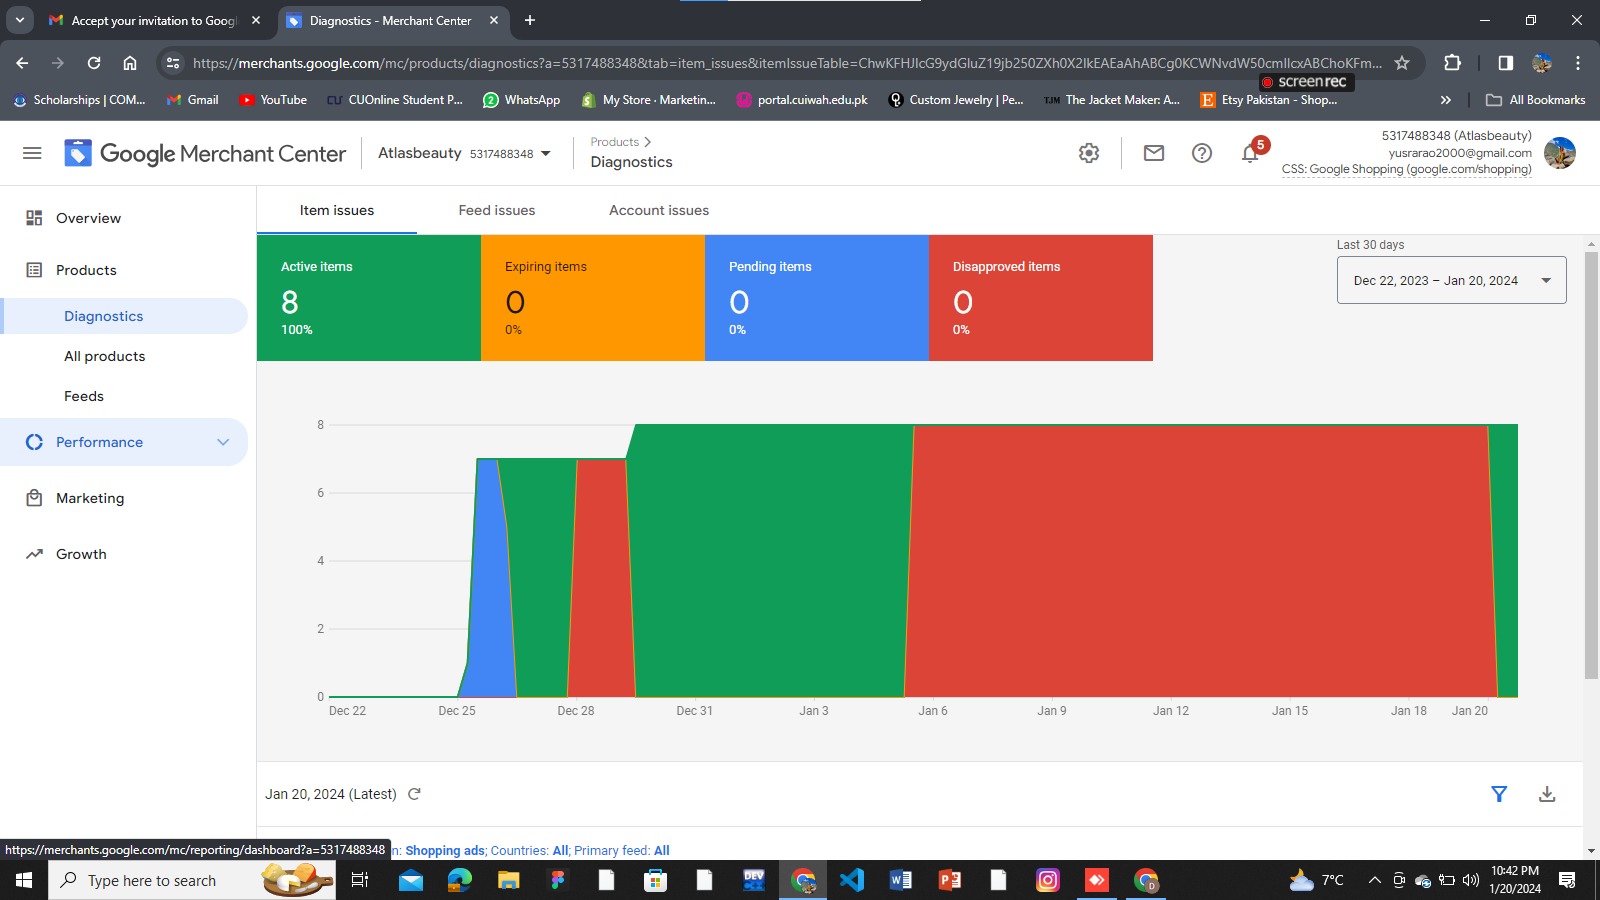 Accept your invitation to Googl
Diagnostics - Merchant Center
https://merchants.google.com/mc/products/diagnostics?a=5317488348&tab=item_issues&itemIssueTable=ChwKFHJlcG9ydGluZ19jb250ZXh0X2lkEAEaAhABCg0KCWNvdW50cnlIcxABChoKFm...
screenrec
Scholarships | COM...
Gmail
YouTube
CU CUOnline Student P...
2 WhatsApp
My Store · Marketin...
portal.cuiwah.edu.pk
Custom Jewelry | Pe...
TJM The Jacket Maker: A...
E Etsy Pakistan - Shop...
»
All Bookmarks
Google Merchant Center
Atlasbeauty 5317488348
Products
Diagnostics
5
5317488348 (Atlasbeauty)
yusrarao2000@gmail.com
CSS: Google Shopping (google.com/shopping)
Overview
Products
Diagnostics
All products
Feeds
Performance
Marketing
Growth
Item issues
Feed issues
Account issues
Active items
8
100%
Expiring items
0
0%
Pending items
0
0%
Disapproved items
0
0%
Last 30 days
Dec 22, 2023 – Jan 20, 2024
8
6
4
2
0
Dec 22
Dec 25
Dec 28
Dec 31
Jan 3
Jan 6
Jan 9
Jan 12
Jan 15
Jan 18
Jan 20
Jan 20, 2024 (Latest)
https://merchants.google.com/mc/reporting/dashboard?a=5317488348
n: Shopping ads; Countries: All; Primary feed: All
Type here to search
DEV
D
7°C
10:42 PM
1/20/2024